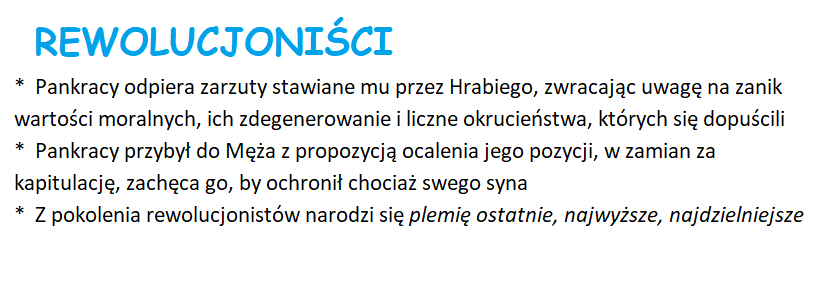 REWOLUCJONIŚCI
* Pankracy odpiera zarzuty stawiane mu przez Hrabiego, zwracając uwagę na zanik
wartości moralnych, ich zdegenerowanie i liczne okrucieństwa, których się dopuścili
* Pankracy przybył do Męża z propozycją ocalenia jego pozycji, w zamian za
kapitulację, zachęca go, by ochronił chociaż swego syna
* Z pokolenia rewolucjonistów narodzi się plemię ostatnie, najwyższe, najdzielniejsze